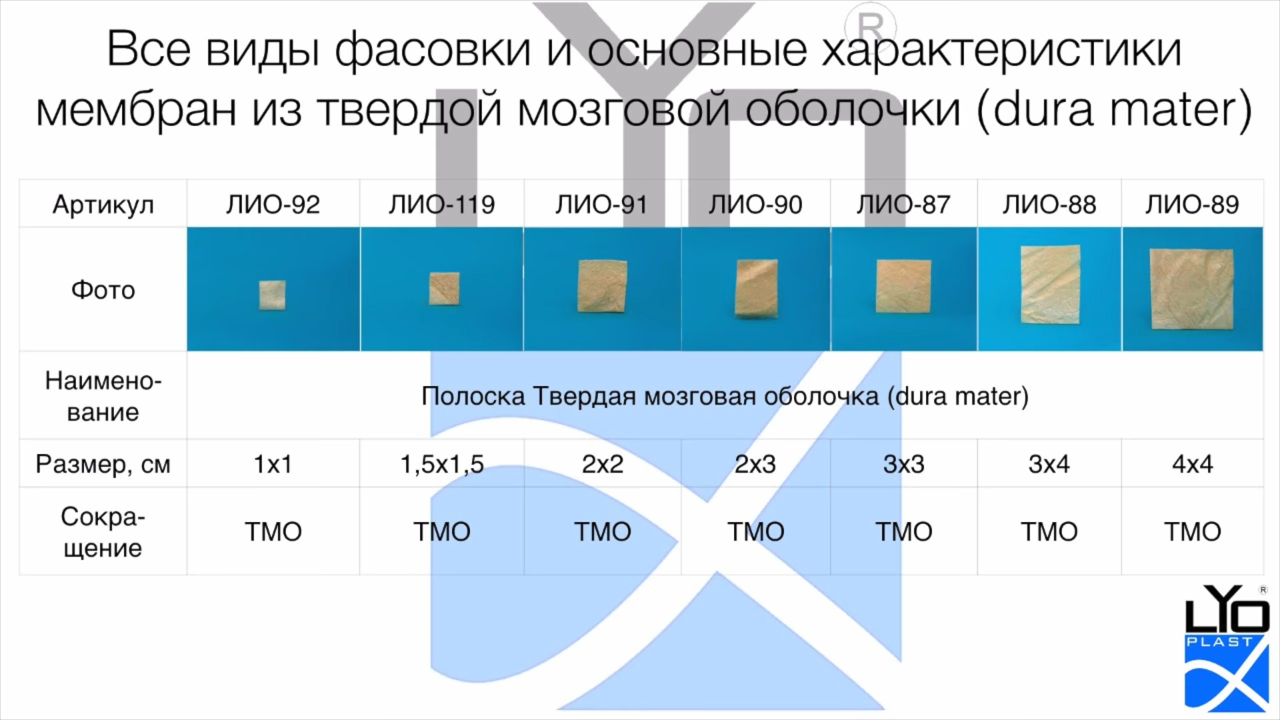 Все виды фасовки и основные характеристики
мембран из твердой мозговой оболочки (dura mater)
Артикул ЛИО-92 ЛИО-119 ЛИО-91 ЛИО-90 ЛИО-87 ЛИО-88 ЛИО-89
Фото
Наимено-
вание
Полоска Твердая мозговая оболочка (dura mater)
Размер, см 1x1 1,5x1,5 2x2 2x3 3x3 3x4 4x4
Сокра-
щение
ТМО ТМО ТМО ТМО ТМО ТМО ТМО
LYO ®
PLAST
LYO ®